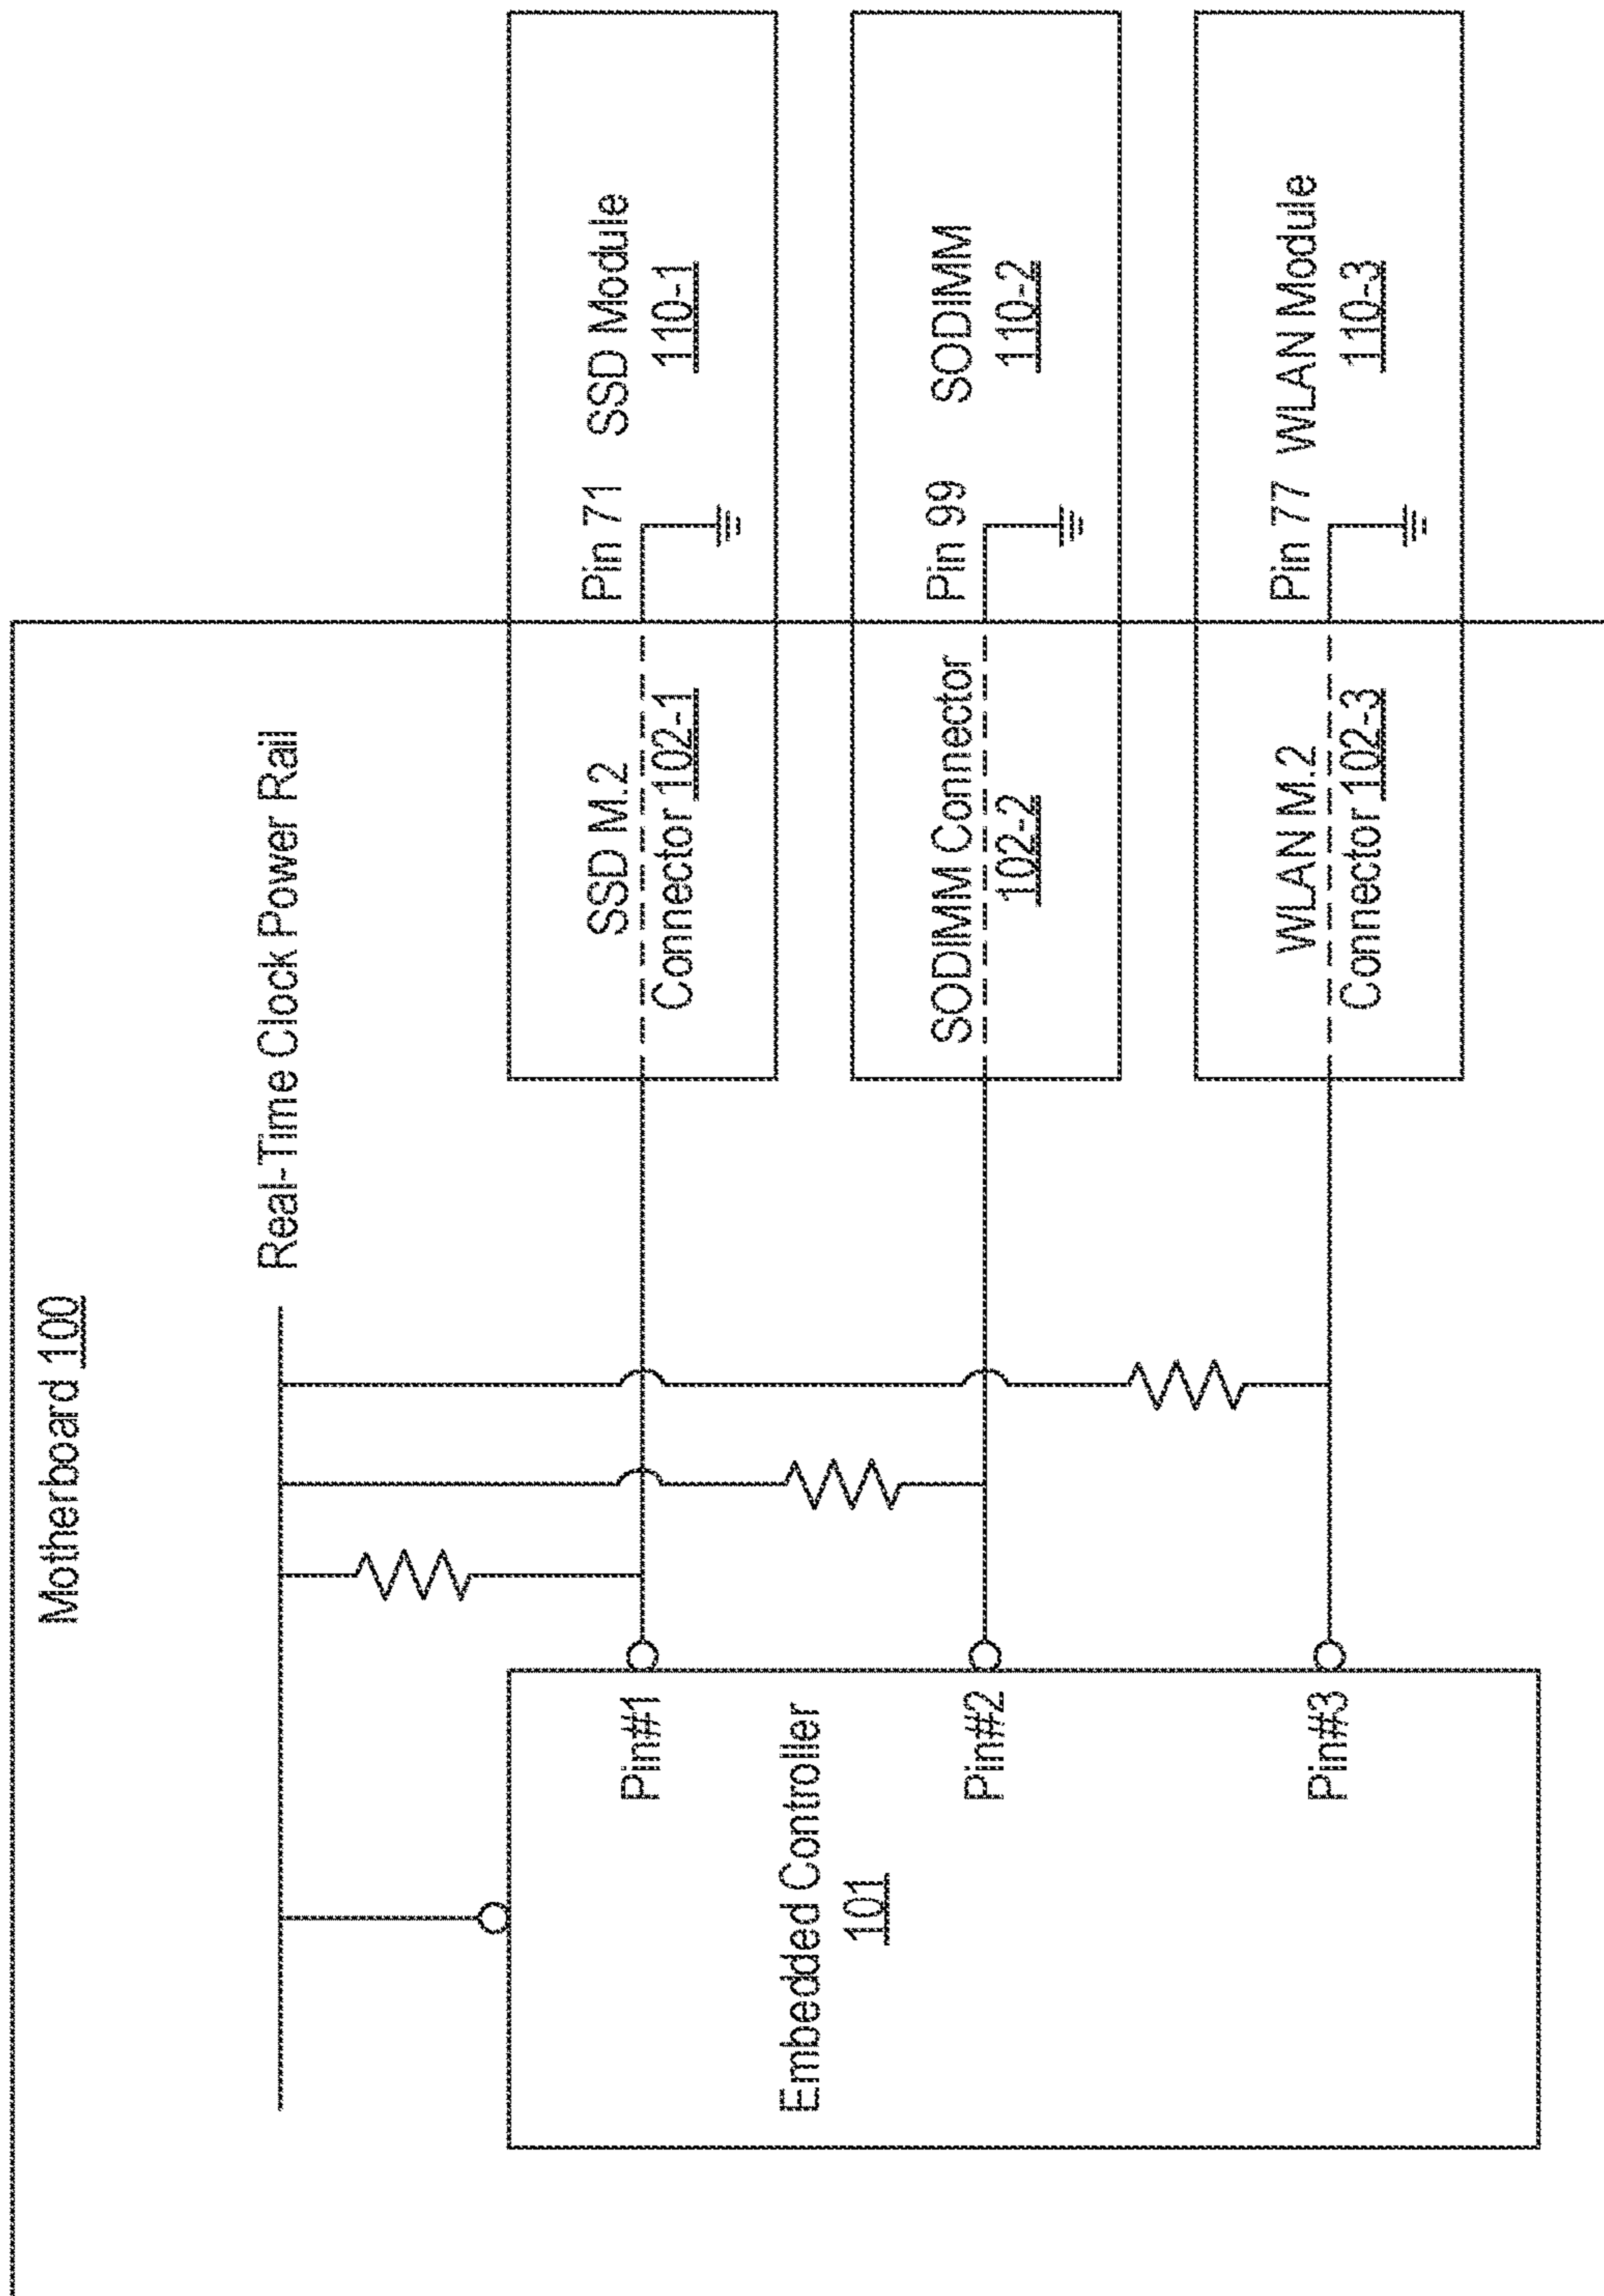 Motherboard 100
Real-Time Clock Power Rail
Embedded Controller
101
Pin#1
Pin#2
Pin#3
SSD M.2
Connector 102-1
Pin 71
SSD Module
110-1
SODIMM Connector
102-2
Pin 99
SODIMM
110-2
WLAN M.2
Connector 102-3
Pin 77
WLAN Module
110-3